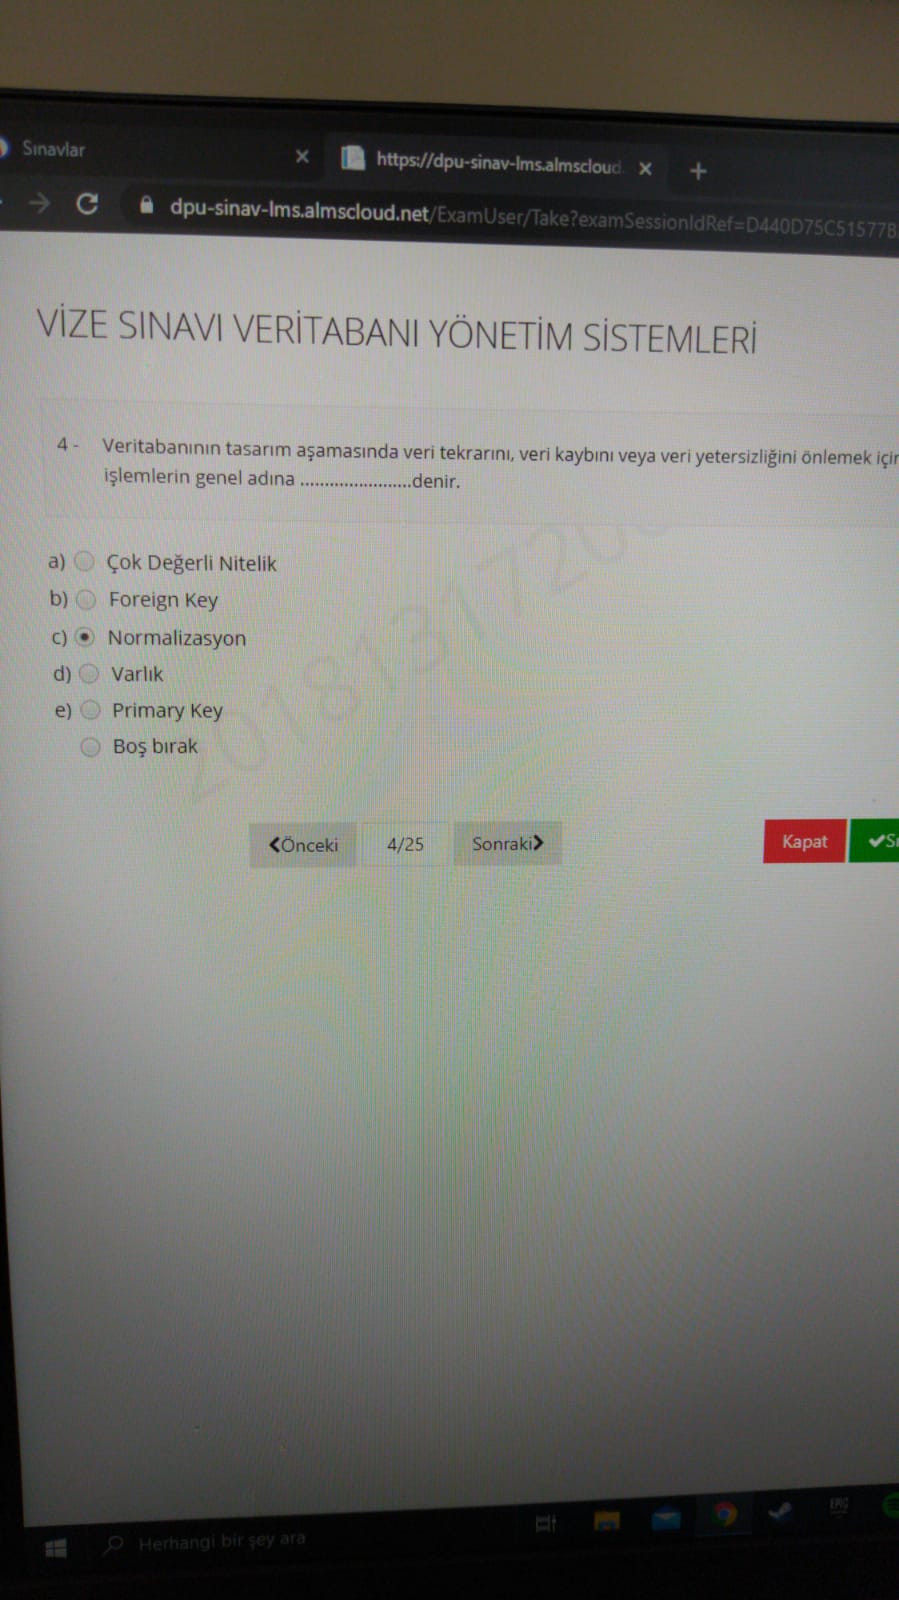 Sınavlar
https://dpu-sinav-lms.almscloud.
dpu-sinav-lms.almscloud.net/ExamUser/Take?examSessionIdRef=D440D75C51577B
VİZE SINAVI VERİTABANI YÖNETİM SİSTEMLERİ
4 - Veritabanının tasarım aşamasında veri tekrarını, veri kaybını veya veri yetersizliğini önlemek için
işlemlerin genel adına .......................denir.
a) Çok Değerli Nitelik
b) Foreign Key
c) Normalizasyon
d) Varlık
e) Primary Key
Boş bırak
Önceki 4/25 Sonraki
Kapat
Herhangi bir şey ara
EPIC